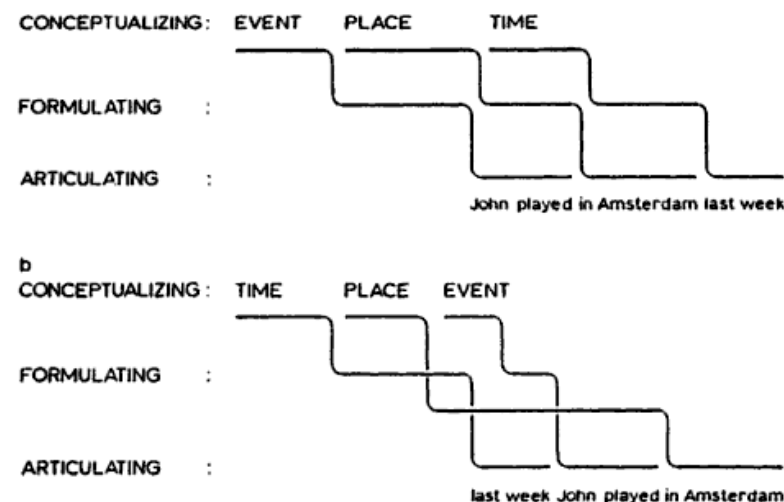 CONCEPTUALIZING: EVENT PLACE TIME
FORMULATING :
ARTICULATING :
John played in Amsterdam last week
b
CONCEPTUALIZING: TIME PLACE EVENT
FORMULATING :
ARTICULATING :
last week John played in Amsterdam